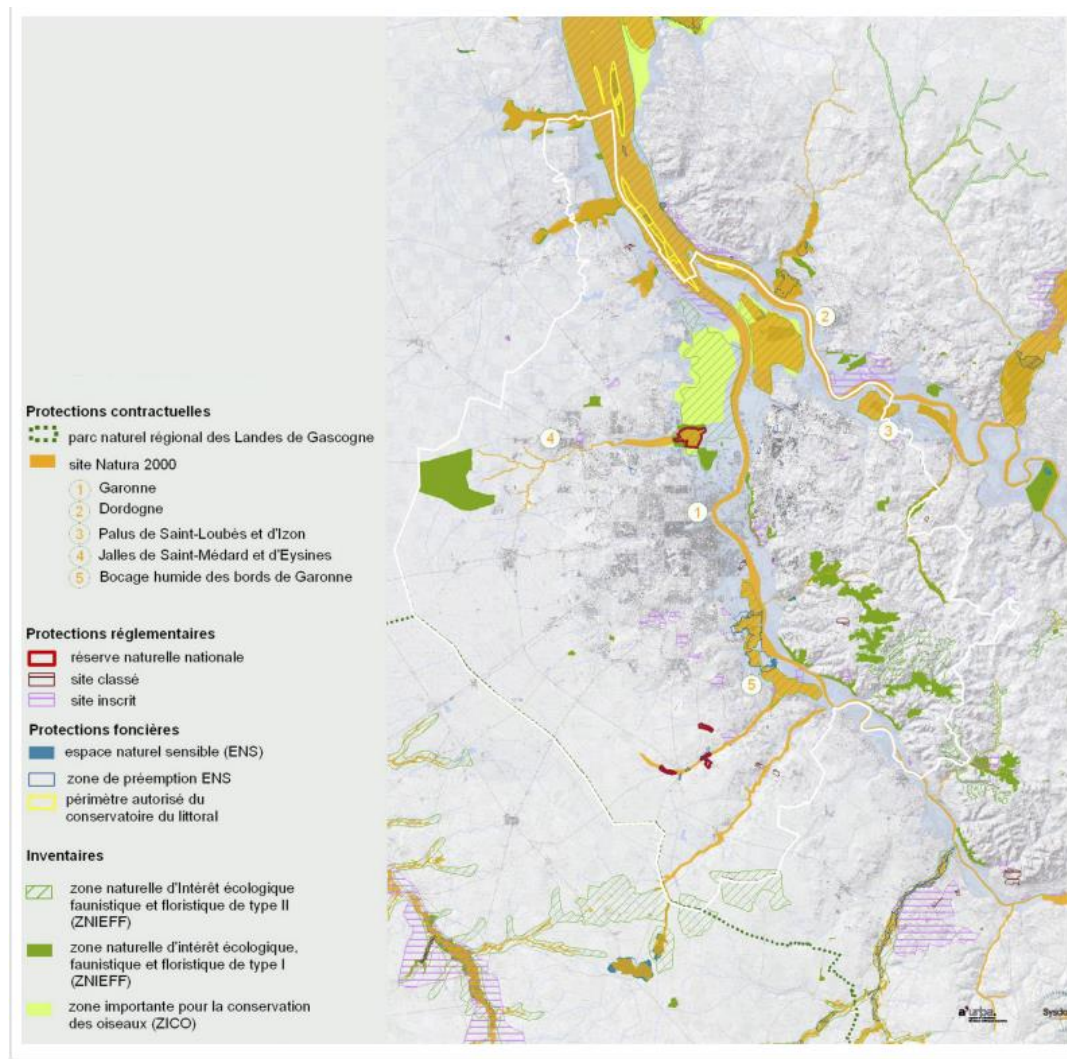 Protections contractuelles
parc naturel régional des Landes de Gascogne
site Natura 2000
1 Garonne
2 Dordogne
3 Palus de Saint-Loubès et d'Izon
4 Jalles de Saint-Médard et d'Eysines
5 Bocage humide des bords de Garonne
Protections réglementaires
réserve naturelle nationale
site classé
site inscrit
Protections foncières
espace naturel sensible (ENS)
zone de préemption ENS
périmètre autorisé du
conservatoire du littoral
Inventaires
zone naturelle d'Intérêt écologique
faunistique et floristique de type II
(ZNIEFF)
zone naturelle d'intérêt écologique,
faunistique et floristique de type I
(ZNIEFF)
zone importante pour la conservation
des oiseaux (ZICO)
2
3
4
1
5
a'urba.
Sysdo